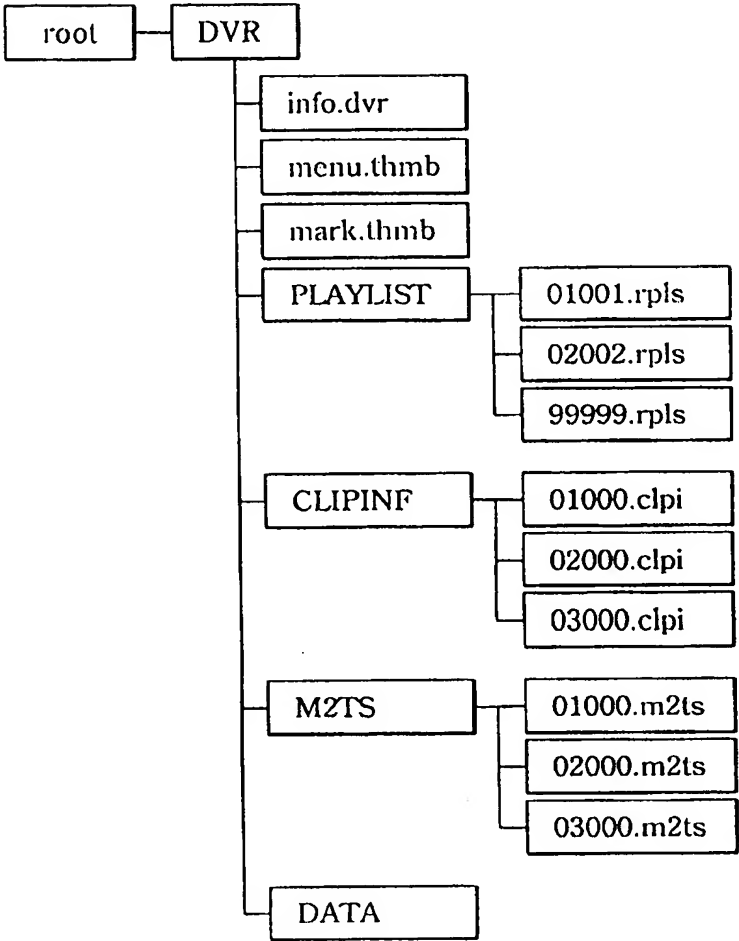 root DVR
info.dvr
menu.thmb
mark.thmb
PLAYLIST 01001.rpls
02002.rpls
99999.rpls
CLIPINF 01000.clpi
02000.clpi
03000.clpi
M2TS 01000.m2ts
02000.m2ts
03000.m2ts
DATA